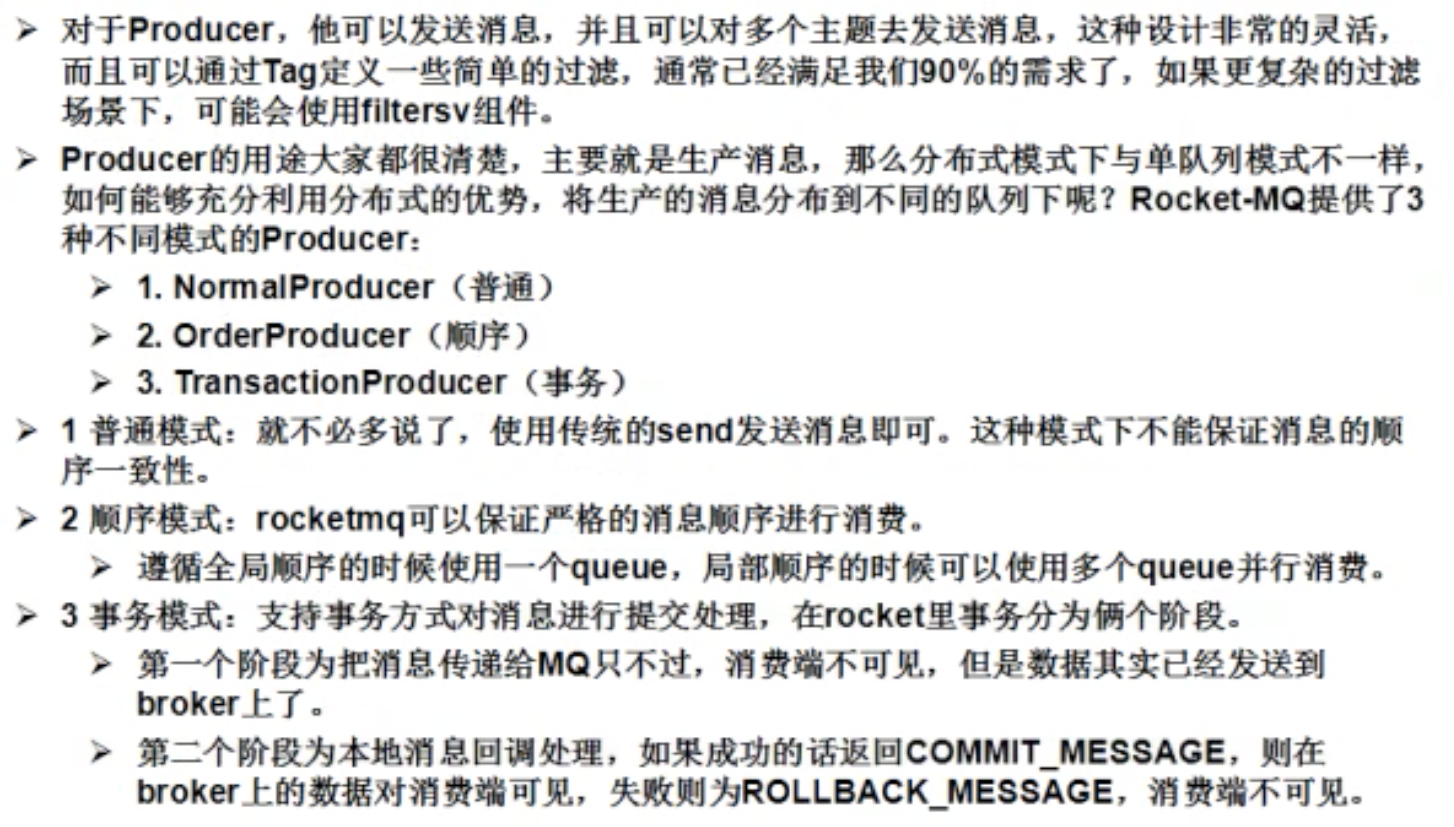 ➢ 对于Producer，他可以发送消息，并且可以对多个主题去发送消息，这种设计非常的灵活，
而且可以通过Tag定义一些简单的过滤，通常已经满足我们90%的需求了，如果更复杂的过滤
场景下，可能会使用filtersv组件。
➢ Producer的用途大家都很清楚，主要就是生产消息，那么分布式模式下与单队列模式不一样，
如何能够充分利用分布式的优势，将生产的消息分布到不同的队列下呢？Rocket-MQ提供了3
种不同模式的Producer：
➢ 1. NormalProducer（普通）
➢ 2. OrderProducer（顺序）
➢ 3. TransactionProducer（事务）
➢ 1 普通模式：就不必多说了，使用传统的send发送消息即可。这种模式下不能保证消息的顺
序一致性。
➢ 2 顺序模式：rocketmq可以保证严格的消息顺序进行消费。
➢ 遵循全局顺序的时候使用一个queue，局部顺序的时候可以使用多个queue并行消费。
➢ 3 事务模式：支持事务方式对消息进行提交处理，在rocket里事务分为俩个阶段。
➢ 第一个阶段为把消息传递给MQ只不过，消费端不可见，但是数据其实已经发送到
broker上了。
➢ 第二个阶段为本地消息回调处理，如果成功的话返回COMMIT_MESSAGE，则在
broker上的数据对消费端可见，失败则为ROLLBACK_MESSAGE，消费端不可见。